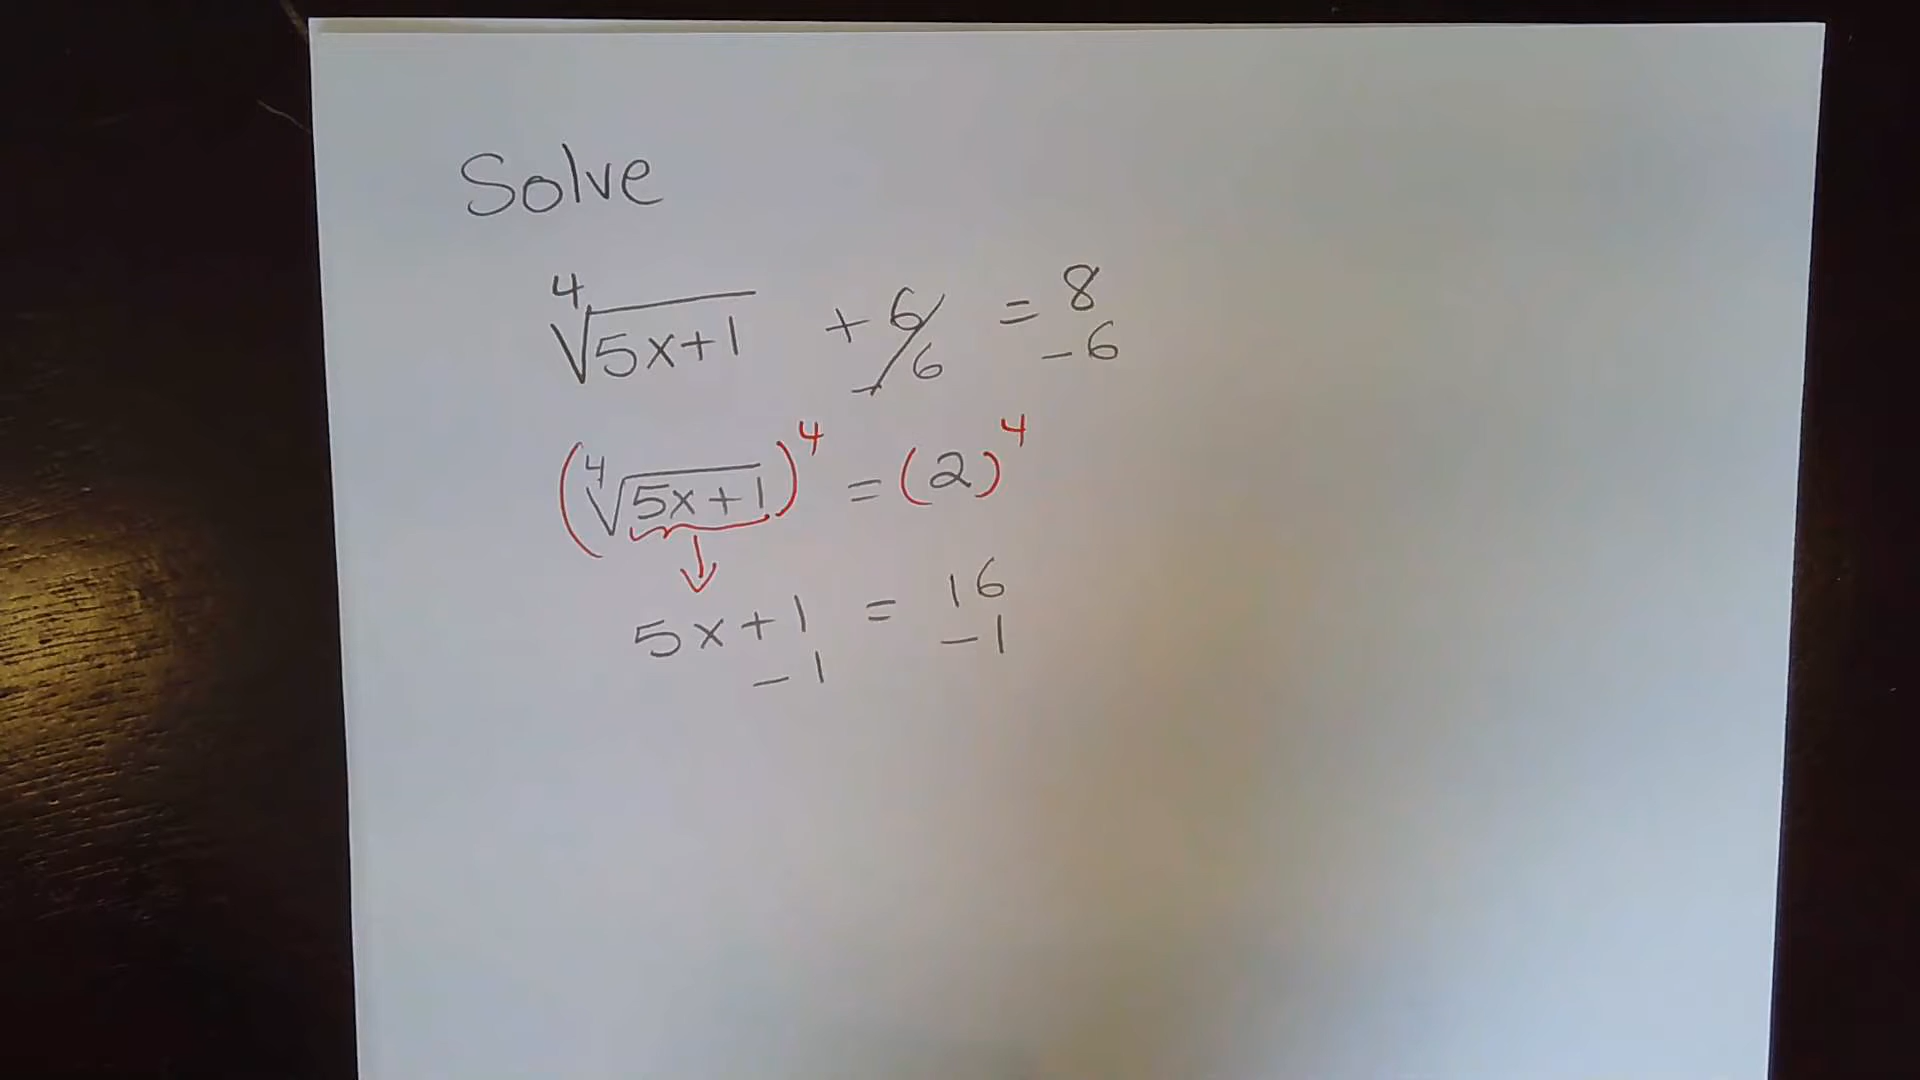 Solve
⁴√(5x+1) + 6 = 8
- 6 - 6
(⁴√(5x+1))⁴ = (2)⁴
5x+1 = 16
- 1 - 1